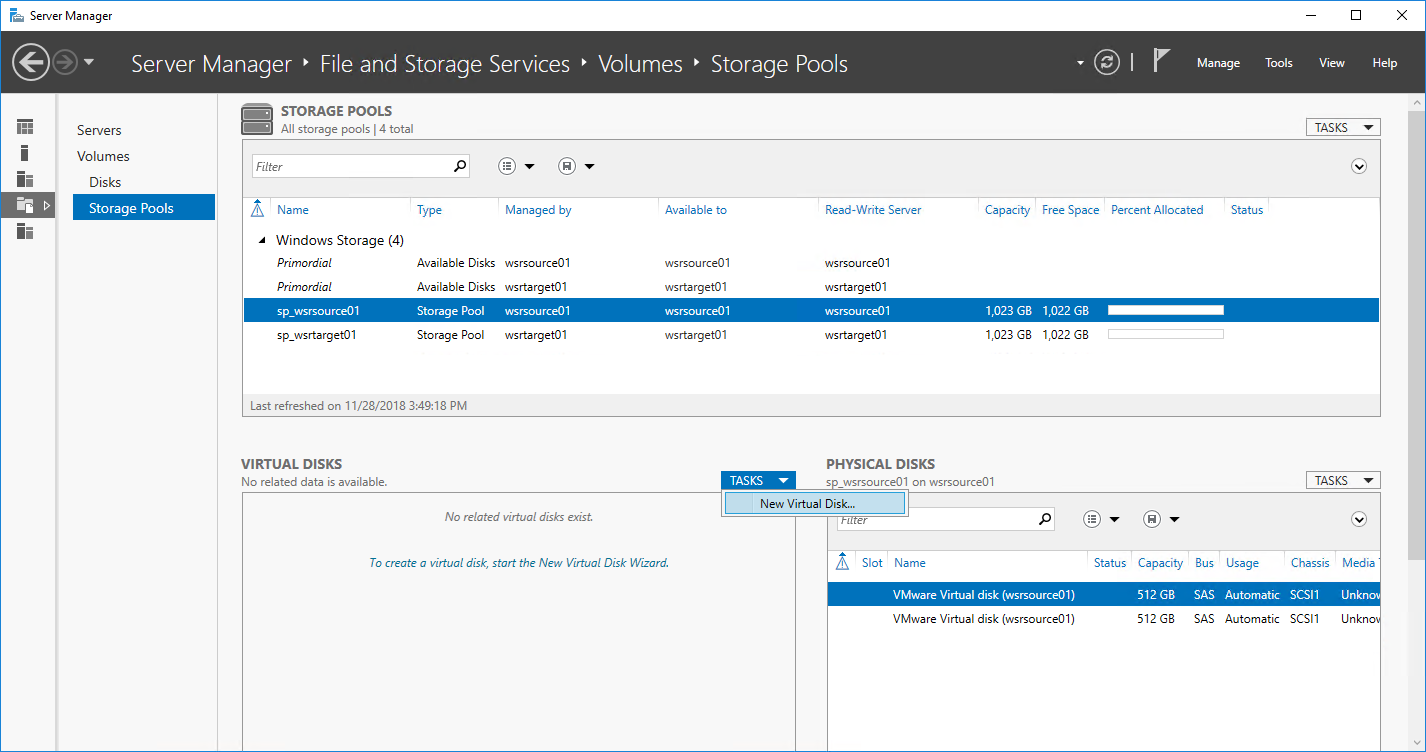 Server Manager
Server Manager ‣ File and Storage Services ‣ Volumes ‣ Storage Pools
Manage Tools View Help
Servers
Volumes
Disks
Storage Pools
STORAGE POOLS
All storage pools | 4 total
TASKS
Filter
Name Type Managed by Available to Read-Write Server Capacity Free Space Percent Allocated Status
Windows Storage (4)
Primordial Available Disks wsrsource01 wsrsource01 wsrsource01
Primordial Available Disks wsrtarget01 wsrtarget01 wsrtarget01
sp_wsrsource01 Storage Pool wsrsource01 wsrsource01 wsrsource01 1,023 GB 1,022 GB
sp_wsrtarget01 Storage Pool wsrtarget01 wsrtarget01 wsrtarget01 1,023 GB 1,022 GB
Last refreshed on 11/28/2018 3:49:18 PM
VIRTUAL DISKS
No related data is available.
TASKS
New Virtual Disk...
No related virtual disks exist.
To create a virtual disk, start the New Virtual Disk Wizard.
PHYSICAL DISKS
sp_wsrsource01 on wsrsource01
TASKS
Filter
Slot Name Status Capacity Bus Usage Chassis Media
VMware Virtual disk (wsrsource01) 512 GB SAS Automatic SCSI1 Unknow
VMware Virtual disk (wsrsource01) 512 GB SAS Automatic SCSI1 Unknow